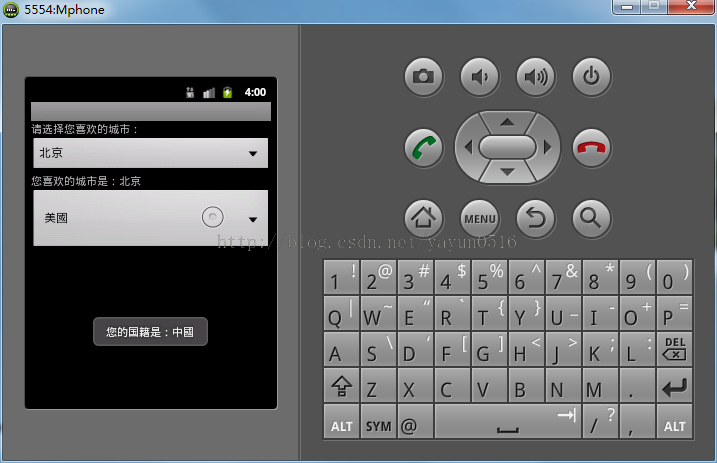 5554:Mphone
4:00
请选择您喜欢的城市：
北京
您喜欢的城市是：北京
美國
http://blog.csdn.net/yayun0516
您的国籍是：中國
MENU
1 ! 2 @ 3 # 4 $ 5 % 6 ^ 7 & 8 * 9 ( 0 )
Q | W ~ E “ R ` T { Y } U _ I - O + P =
A S \ D ‘ F [ G ] H < J > K ; L : DEL
Z X C V B N M .
ALT SYM @ / ? , ALT